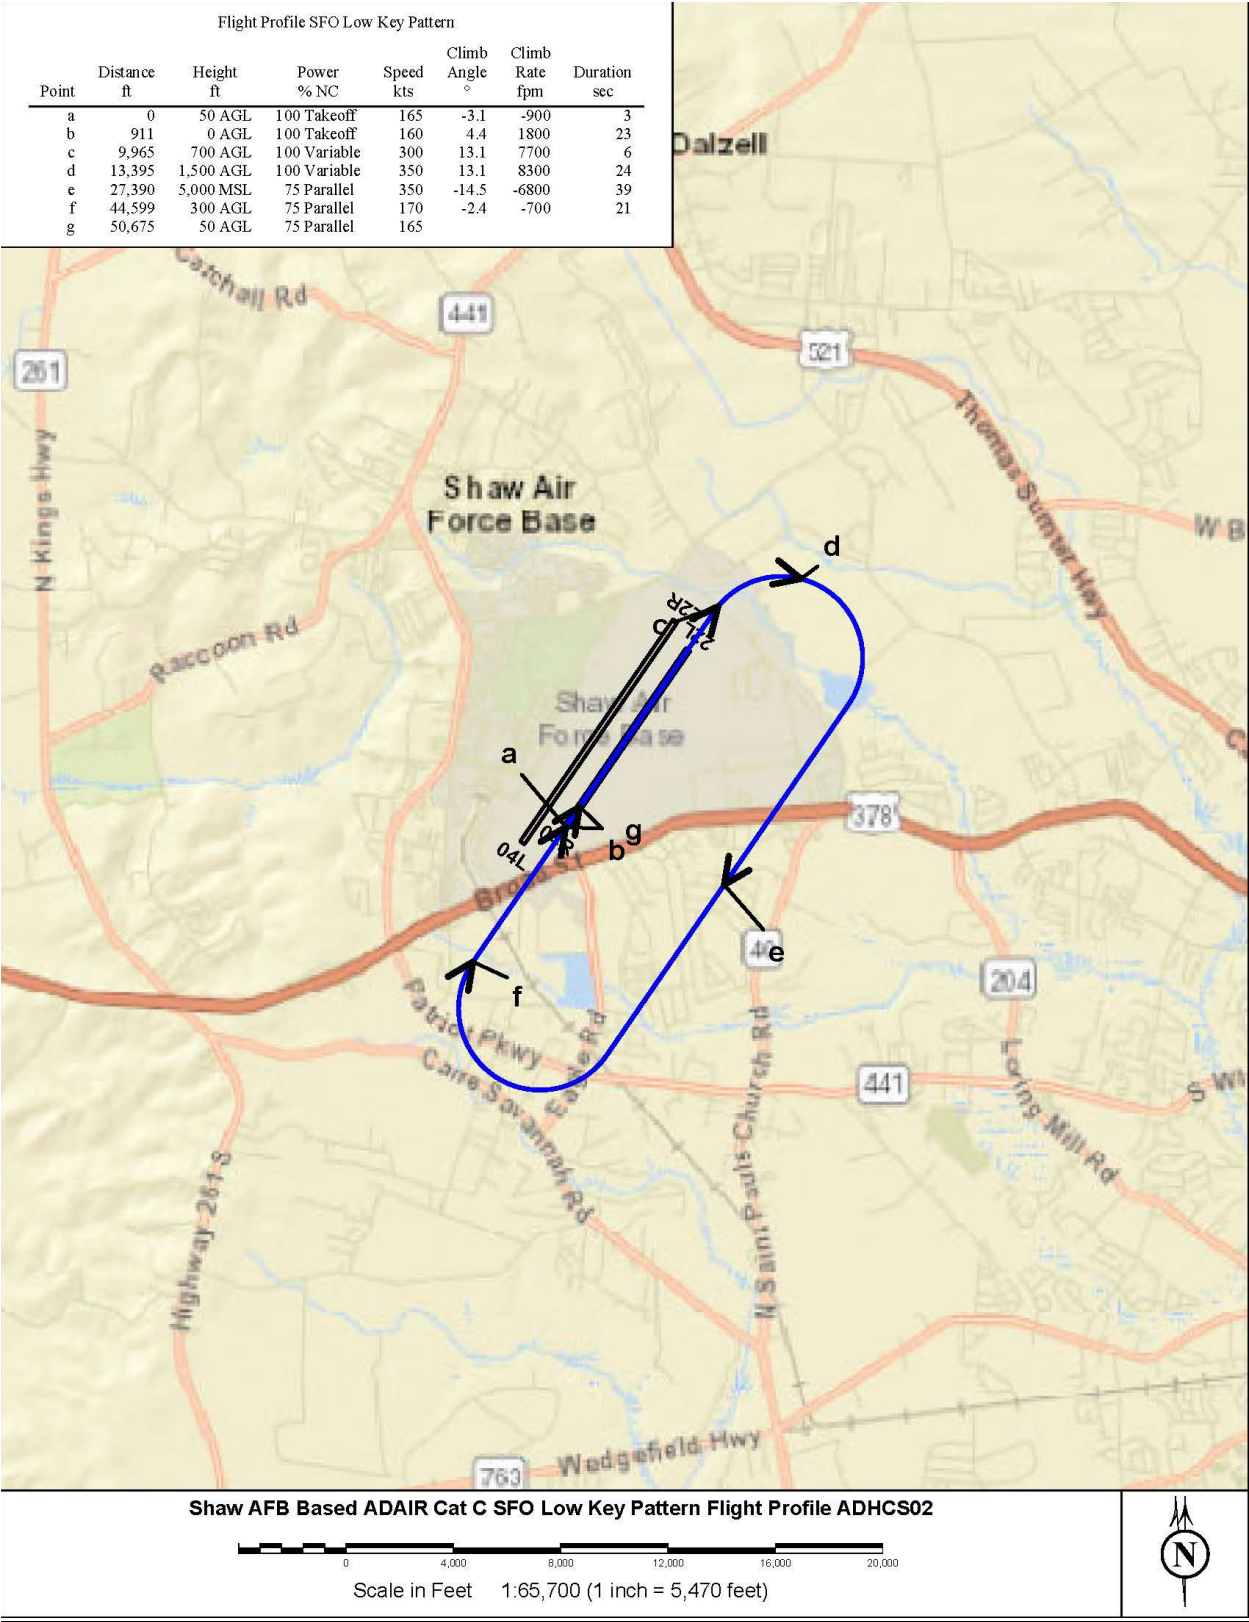 Flight Profile SFO Low Key Pattern
Climb Climb
Distance Height Power Speed Angle Rate Duration
Point ft ft % NC kts ° fpm sec
a 0 50 AGL 100 Takeoff 165 -3.1 -900 3
b 911 0 AGL 100 Takeoff 160 4.4 1800 23
c 9,965 700 AGL 100 Variable 300 13.1 7700 6
d 13,395 1,500 AGL 100 Variable 350 13.1 8300 24
e 27,390 5,000 MSL 75 Parallel 350 -14.5 -6800 39
f 44,599 300 AGL 75 Parallel 170 -2.4 -700 21
g 50,675 50 AGL 75 Parallel 165
Dalzell
Catchall Rd
441
261
521
N Kings Hwy
Thomas Sumter Hwy
Shaw Air
Force Base
W B
d
22R
c
Raccoon Rd
Shaw Air
Force Base
a
378
g
b
04L
Broad St
e
f
204
Patriot Pkwy
Eagle Rd
Came Savannah Rd
441
S Wi
Loring Mill Rd
N Saint Pauls Church Rd
Highway 261 S
Wedgefield Hwy
763
Shaw AFB Based ADAIR Cat C SFO Low Key Pattern Flight Profile ADHCS02
0 4,000 8,000 12,000 16,000 20,000
Scale in Feet 1:65,700 (1 inch = 5,470 feet)
N